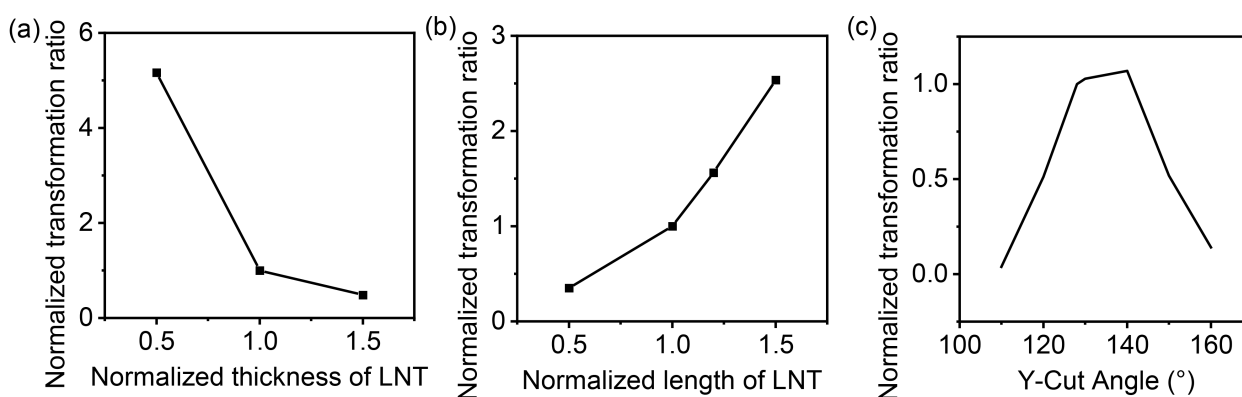 (a)
Normalized transformation ratio
6
4
2
0
0.5 1.0 1.5
Normalized thickness of LNT
(b)
Normalized transformation ratio
3
2
1
0
0.5 1.0 1.5
Normalized length of LNT
(c)
Normalized transformation ratio
1.0
0.5
0.0
100 120 140 160
Y-Cut Angle (°)